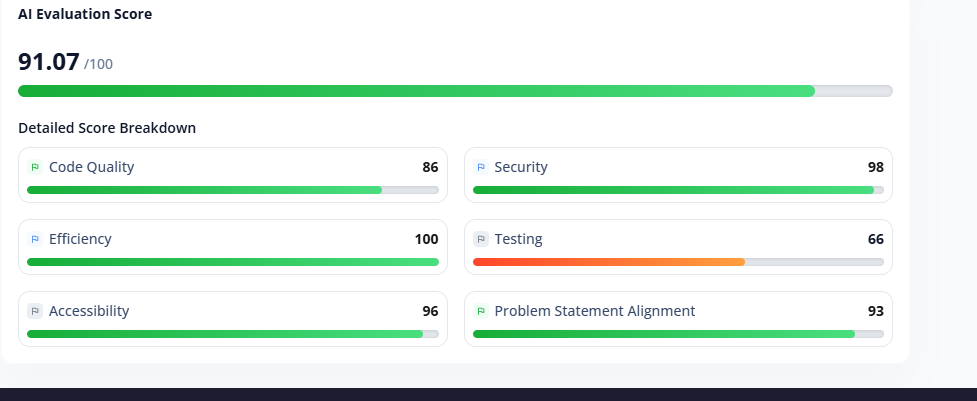 AI Evaluation Score
91.07 /100
Detailed Score Breakdown
Code Quality 86
Security 98
Efficiency 100
Testing 66
Accessibility 96
Problem Statement Alignment 93